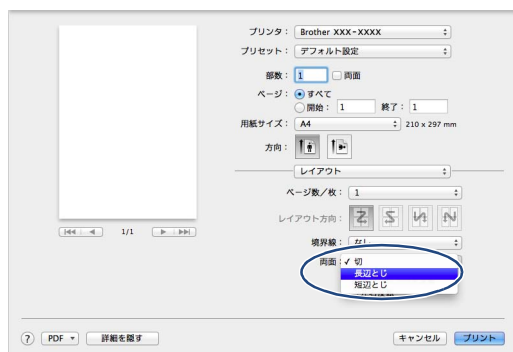 プリンタ： Brother XXX-XXXX
プリセット： デフォルト設定
部数： 1 両面
ページ： すべて
開始： 1 終了： 1
用紙サイズ： A4 210 x 297 mm
方向：
レイアウト
ページ数／枚： 1
レイアウト方向：
1/1
境界線： なし
両面： ✓ 切
長辺とじ
短辺とじ
? PDF 詳細を隠す キャンセル プリント